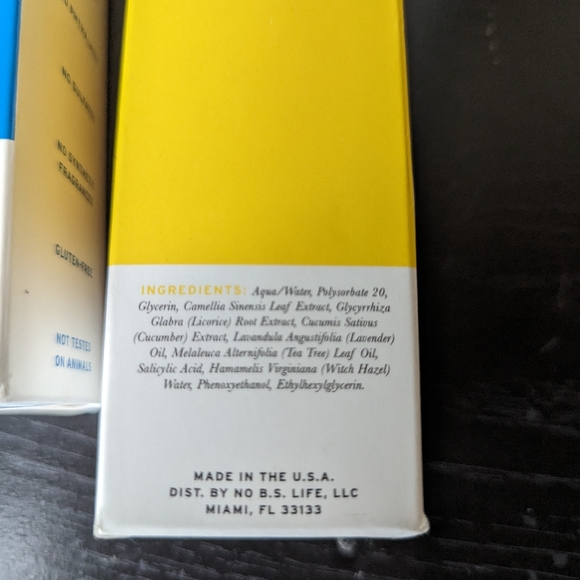 NO SYNTHETIC
FRAGRANCES
GLUTEN-FREE
NOT TESTED
ON ANIMALS
INGREDIENTS: Aqua/Water, Polysorbate 20,
Glycerin, Camellia Sinensis Leaf Extract, Glycyrrhiza
Glabra (Licorice) Root Extract, Cucumis Sativus
(Cucumber) Extract, Lavandula Angustifolia (Lavender)
Oil, Melaleuca Alternifolia (Tea Tree) Leaf Oil,
Salicylic Acid, Hamamelis Virginiana (Witch Hazel)
Water, Phenoxyethanol, Ethylhexylglycerin.
MADE IN THE U.S.A.
DIST. BY NO B.S. LIFE, LLC
MIAMI, FL 33133